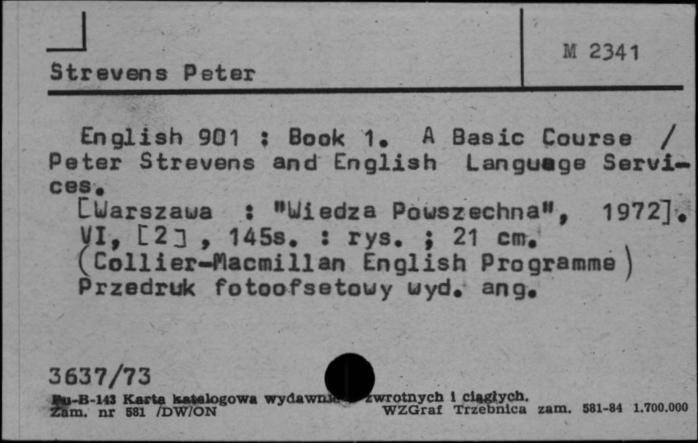 M 2341
Strevens Peter
English 901 : Book 1. A Basic Course /
Peter Strevens and English Language Servi-
ces.
[Warszawa : "Wiedza Powszechna", 1972].
VI, [2] , 145s. : rys. ; 21 cm.
(Collier-Macmillan English Programme)
Przedruk fotoofsetowy wyd. ang.
3637/73
Pu-B-143 Karta katalogowa zwrotnych i ciągłych.
Zam. nr 581 /DW/ON WZGraf Trzebnica zam. 581-84 1.700.000